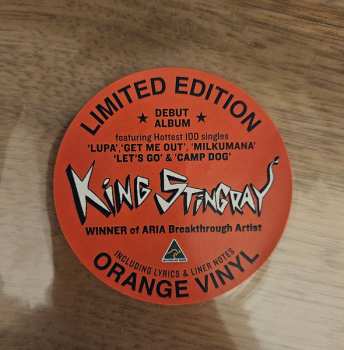 LIMITED EDITION
★ DEBUT ★
ALBUM
featuring Hottest 100 singles
'LUPA', 'GET ME OUT', 'MILKUMANA'
'LET'S GO' & 'CAMP DOG'
KING STINGRAY
WINNER of ARIA Breakthrough Artist
INCLUDING LYRICS & LINER NOTES
ORANGE VINYL